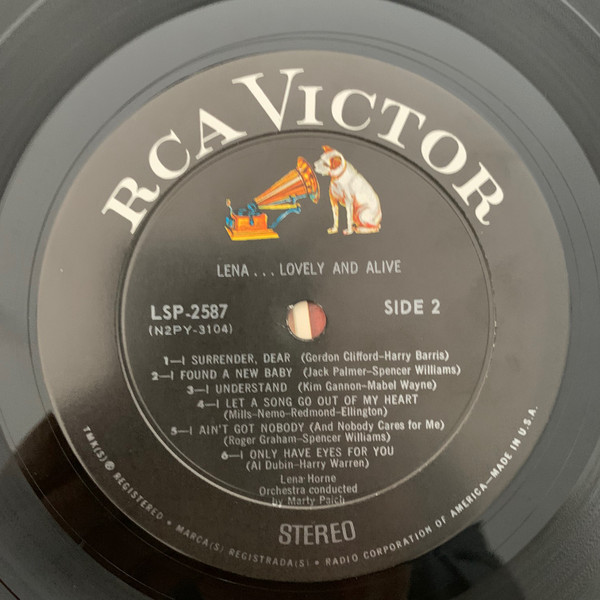 RCA VICTOR
LENA... LOVELY AND ALIVE
LSP-2587
SIDE 2
(N2PY-3104)
1—I SURRENDER, DEAR (Gordon Clifford-Harry Barris)
2—I FOUND A NEW BABY (Jack Palmer-Spencer Williams)
3—I UNDERSTAND (Kim Gannon-Mabel Wayne)
4—I LET A SONG GO OUT OF MY HEART
(Mills-Nemo-Redmond-Ellington)
5—I AIN'T GOT NOBODY (And Nobody Cares for Me)
(Roger Graham-Spencer Williams)
6—I ONLY HAVE EYES FOR YOU
(Al Dubin-Harry Warren)
Lena Horne
Orchestra conducted
by Marty Paich
STEREO
TMK(S) ® REGISTERED • MARCA(S) REGISTRADA(S) • RADIO CORPORATION OF AMERICA—MADE IN U.S.A.